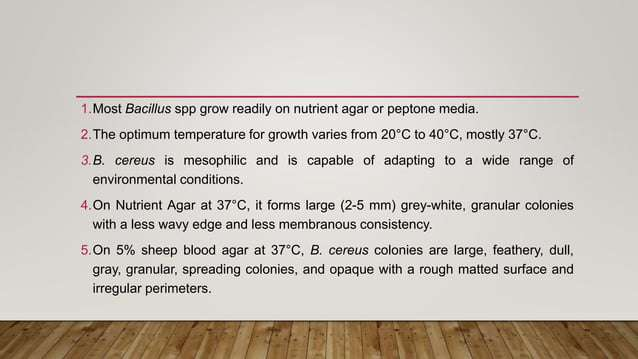 1.Most Bacillus spp grow readily on nutrient agar or peptone media.
2.The optimum temperature for growth varies from 20°C to 40°C, mostly 37°C.
3.B. cereus is mesophilic and is capable of adapting to a wide range of
environmental conditions.
4.On Nutrient Agar at 37°C, it forms large (2-5 mm) grey-white, granular colonies
with a less wavy edge and less membranous consistency.
5.On 5% sheep blood agar at 37°C, B. cereus colonies are large, feathery, dull,
gray, granular, spreading colonies, and opaque with a rough matted surface and
irregular perimeters.